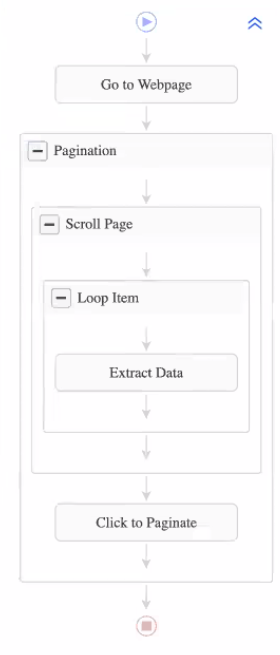 Go to Webpage
Pagination
Scroll Page
Loop Item
Extract Data
Click to Paginate